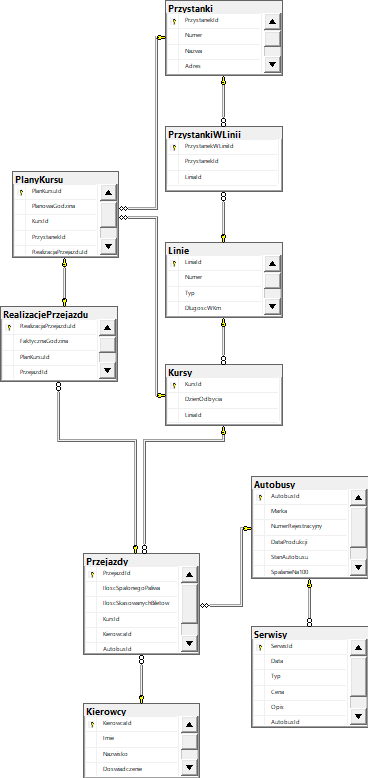 Przystanki
PrzystanekId
Numer
Nazwa
Adres
PrzystankiWLinii
PrzystanekWLiniiId
PrzystanekId
LiniaId
PlanyKursu
PlanKursuId
PlanowaGodzina
KursId
PrzystanekId
RealizacjaPrzejazduId
Linie
LiniaId
Numer
Typ
DlugoscWKm
RealizacjePrzejazdu
RealizacjaPrzejazduId
FaktycznaGodzina
PlanKursuId
PrzejazdId
Kursy
KursId
DzienOdbycia
LiniaId
Autobusy
AutobusId
Marka
NumerRejestracyjny
DataProdukcji
StanAutobusu
SpalanieNa100
Przejazdy
PrzejazdId
IloscSpalonegoPaliwa
IloscSkasowanychBiletow
KursId
KierowcaId
AutobusId
Serwisy
SerwisId
Data
Typ
Cena
Opis
AutobusId
Kierowcy
KierowcaId
Imie
Nazwisko
Doswiadczenie